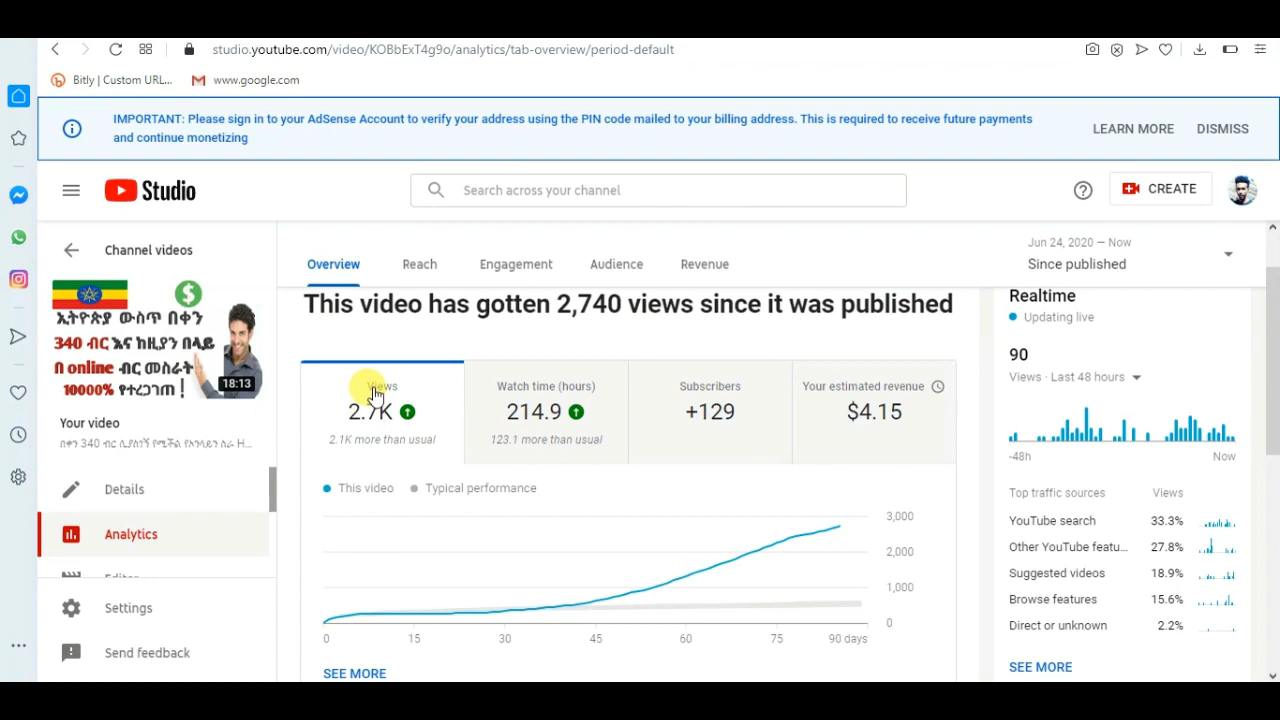 studio.youtube.com/video/KOBbExT4g9o/analytics/tab-overview/period-default
Bitly | Custom URL...
www.google.com
IMPORTANT: Please sign in to your AdSense Account to verify your address using the PIN code mailed to your billing address. This is required to receive future payments
and continue monetizing
LEARN MORE
DISMISS
Studio
Search across your channel
CREATE
Channel videos
ኢትዮጵያ ውስጥ በቀን
340 ብር እና ከዚያን በላይ
በ online ብር መስራት
10000% የተረጋገጠ !
18:13
Your video
በቀን 340 ብር ሊያስገኝ የሚችል የኦንላይን ስራ H...
Details
Analytics
Editor
Settings
Send feedback
Overview
Reach
Engagement
Audience
Revenue
Jun 24, 2020 – Now
Since published
This video has gotten 2,740 views since it was published
Views
2.7K
2.1K more than usual
Watch time (hours)
214.9
123.1 more than usual
Subscribers
+129
Your estimated revenue
$4.15
This video
Typical performance
3,000
2,000
1,000
0
0
15
30
45
60
75
90 days
SEE MORE
Realtime
Updating live
90
Views · Last 48 hours
-48h
Now
Top traffic sources
Views
YouTube search
33.3%
Other YouTube featu...
27.8%
Suggested videos
18.9%
Browse features
15.6%
Direct or unknown
2.2%
SEE MORE